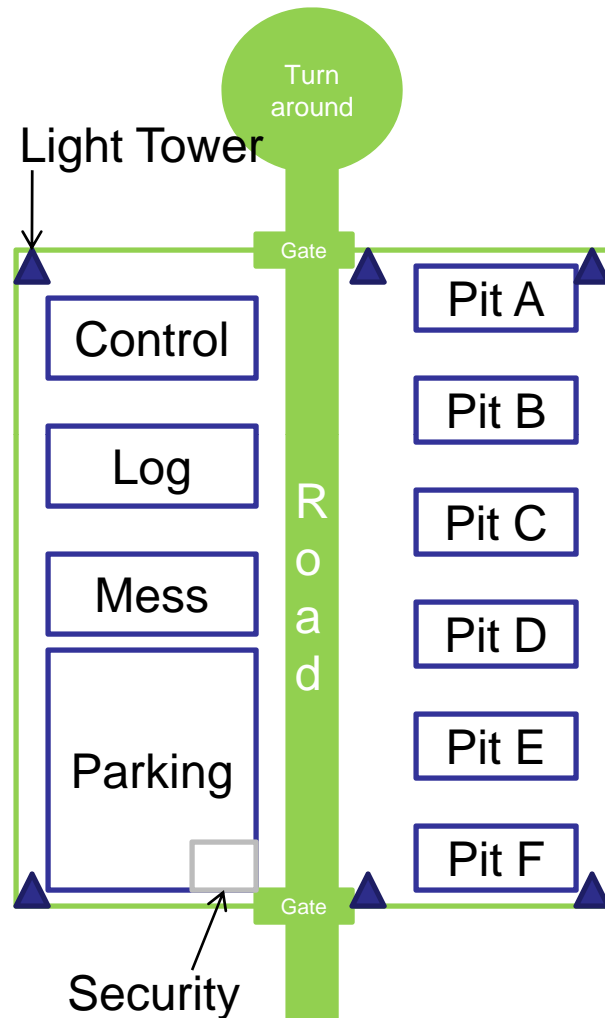 Turn
around
Light Tower
Gate
Control
Log
Mess
Parking
Security
R
o
a
d
Gate
Pit A
Pit B
Pit C
Pit D
Pit E
Pit F